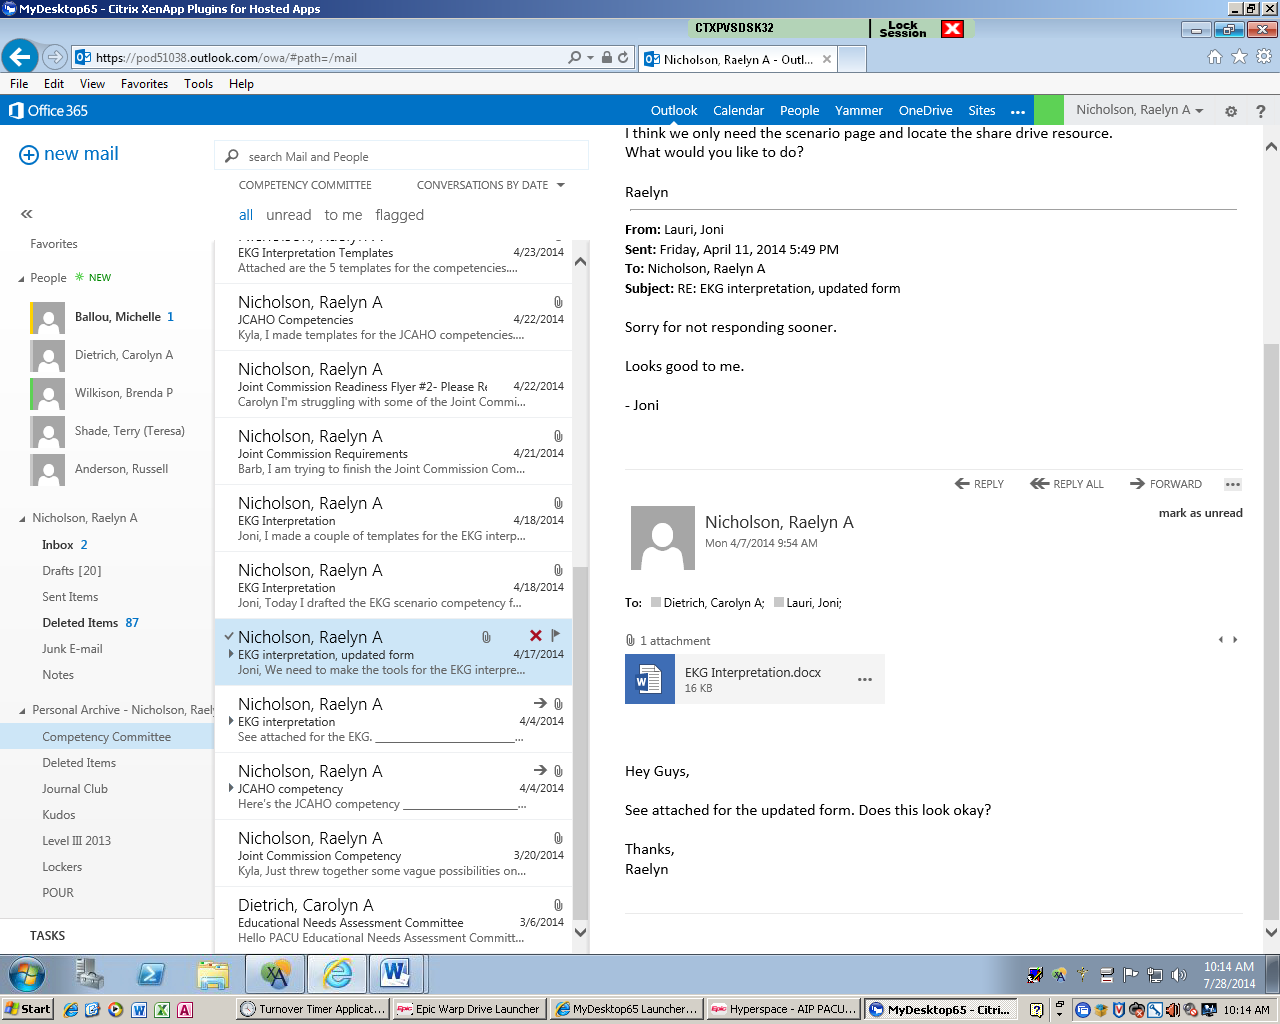 MyDesktop65 - Citrix XenApp Plugins for Hosted Apps
CTXPVSDSK32
Lock Session
https://pod51038.outlook.com/owa/#path=/mail
Nicholson, Raelyn A - Outl...
File Edit View Favorites Tools Help
Office 365
Outlook Calendar People Yammer OneDrive Sites ...
Nicholson, Raelyn A
?
new mail
search Mail and People
COMPETENCY COMMITTEE CONVERSATIONS BY DATE
all unread to me flagged
Favorites
People NEW
Ballou, Michelle 1
Dietrich, Carolyn A
Wilkison, Brenda P
Shade, Terry (Teresa)
Anderson, Russell
Nicholson, Raelyn A
Inbox 2
Drafts [20]
Sent Items
Deleted Items 87
Junk E-mail
Notes
Personal Archive - Nicholson, Rael
Competency Committee
Deleted Items
Journal Club
Kudos
Level III 2013
Lockers
POUR
TASKS
EKG Interpretation Templates 4/23/2014
Attached are the 5 templates for the competencies....
Nicholson, Raelyn A
JCAHO Competencies 4/22/2014
Kyla, I made templates for the JCAHO competencies....
Nicholson, Raelyn A
Joint Commission Readiness Flyer #2- Please Re 4/22/2014
Carolyn I'm struggling with some of the Joint Commi...
Nicholson, Raelyn A
Joint Commission Requirements 4/21/2014
Barb, I am trying to finish the Joint Commission Com...
Nicholson, Raelyn A
EKG Interpretation 4/18/2014
Joni, I made a couple of templates for the EKG interp...
Nicholson, Raelyn A
EKG Interpretation 4/18/2014
Joni, Today I drafted the EKG scenario competency f...
Nicholson, Raelyn A
EKG interpretation, updated form 4/17/2014
Joni, We need to make the tools for the EKG interpre...
Nicholson, Raelyn A
EKG interpretation 4/4/2014
See attached for the EKG. ________________________...
Nicholson, Raelyn A
JCAHO competency 4/4/2014
Here's the JCAHO competency ___________________...
Nicholson, Raelyn A
Joint Commission Competency 3/20/2014
Kyla, Just threw together some vague possibilities on...
Dietrich, Carolyn A
Educational Needs Assessment Committee 3/6/2014
Hello PACU Educational Needs Assessment Committ...
I think we only need the scenario page and locate the share drive resource.
What would you like to do?
Raelyn
From: Lauri, Joni
Sent: Friday, April 11, 2014 5:49 PM
To: Nicholson, Raelyn A
Subject: RE: EKG interpretation, updated form
Sorry for not responding sooner.
Looks good to me.
- Joni
REPLY REPLY ALL FORWARD ...
Nicholson, Raelyn A
mark as unread
Mon 4/7/2014 9:54 AM
To: Dietrich, Carolyn A; Lauri, Joni;
1 attachment
EKG Interpretation.docx
16 KB
...
Hey Guys,
See attached for the updated form. Does this look okay?
Thanks,
Raelyn
10:14 AM
7/28/2014
Start
Turnover Timer Applicat...
Epic Warp Drive Launcher
MyDesktop65 Launcher...
Hyperspace - AIP PACU...
MyDesktop65 - Citri...
10:14 AM